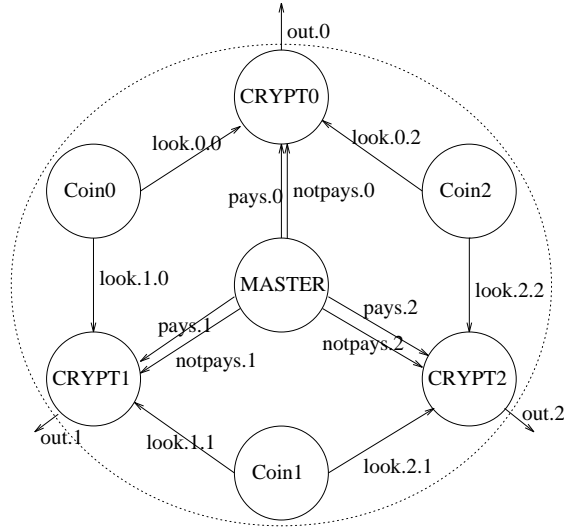 out.0
CRYPT0
look.0.0
look.0.2
Coin0
Coin2
pays.0
notpays.0
look.1.0
MASTER
look.2.2
pays.1
pays.2
notpays.1
notpays.2
CRYPT1
CRYPT2
out.1
out.2
look.1.1
look.2.1
Coin1